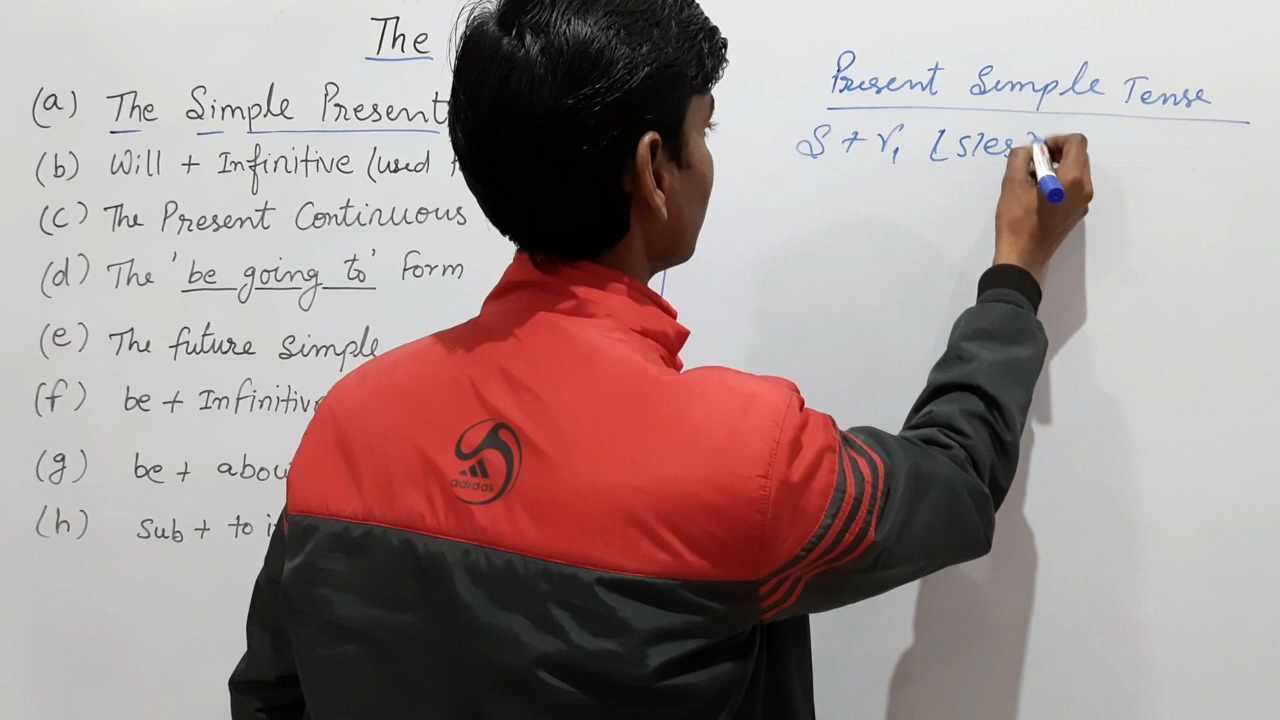 The
(a) The Simple Present
(b) Will + Infinitive (used
(c) The Present Continuous
(d) The 'be going to' Form
(e) The future simple
(f) be + Infinitive
(g) be + abou
(h) Sub + to i
Present Simple Tense
S + V₁ [s/es]
adidas